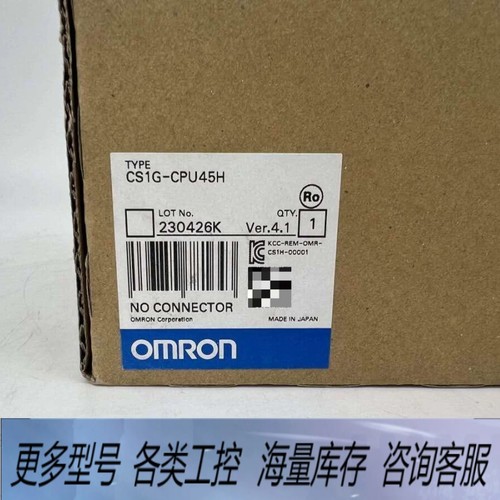 TYPE
CS1G-CPU45H
Ro
LOT No.
QTY.
230426K Ver.4.1 1
KCC-REM-OMR-
CS1H-00001
NO CONNECTOR
OMRON Corporation MADE IN JAPAN
OMRON
更多型号 各类工控 海量库存 咨询客服